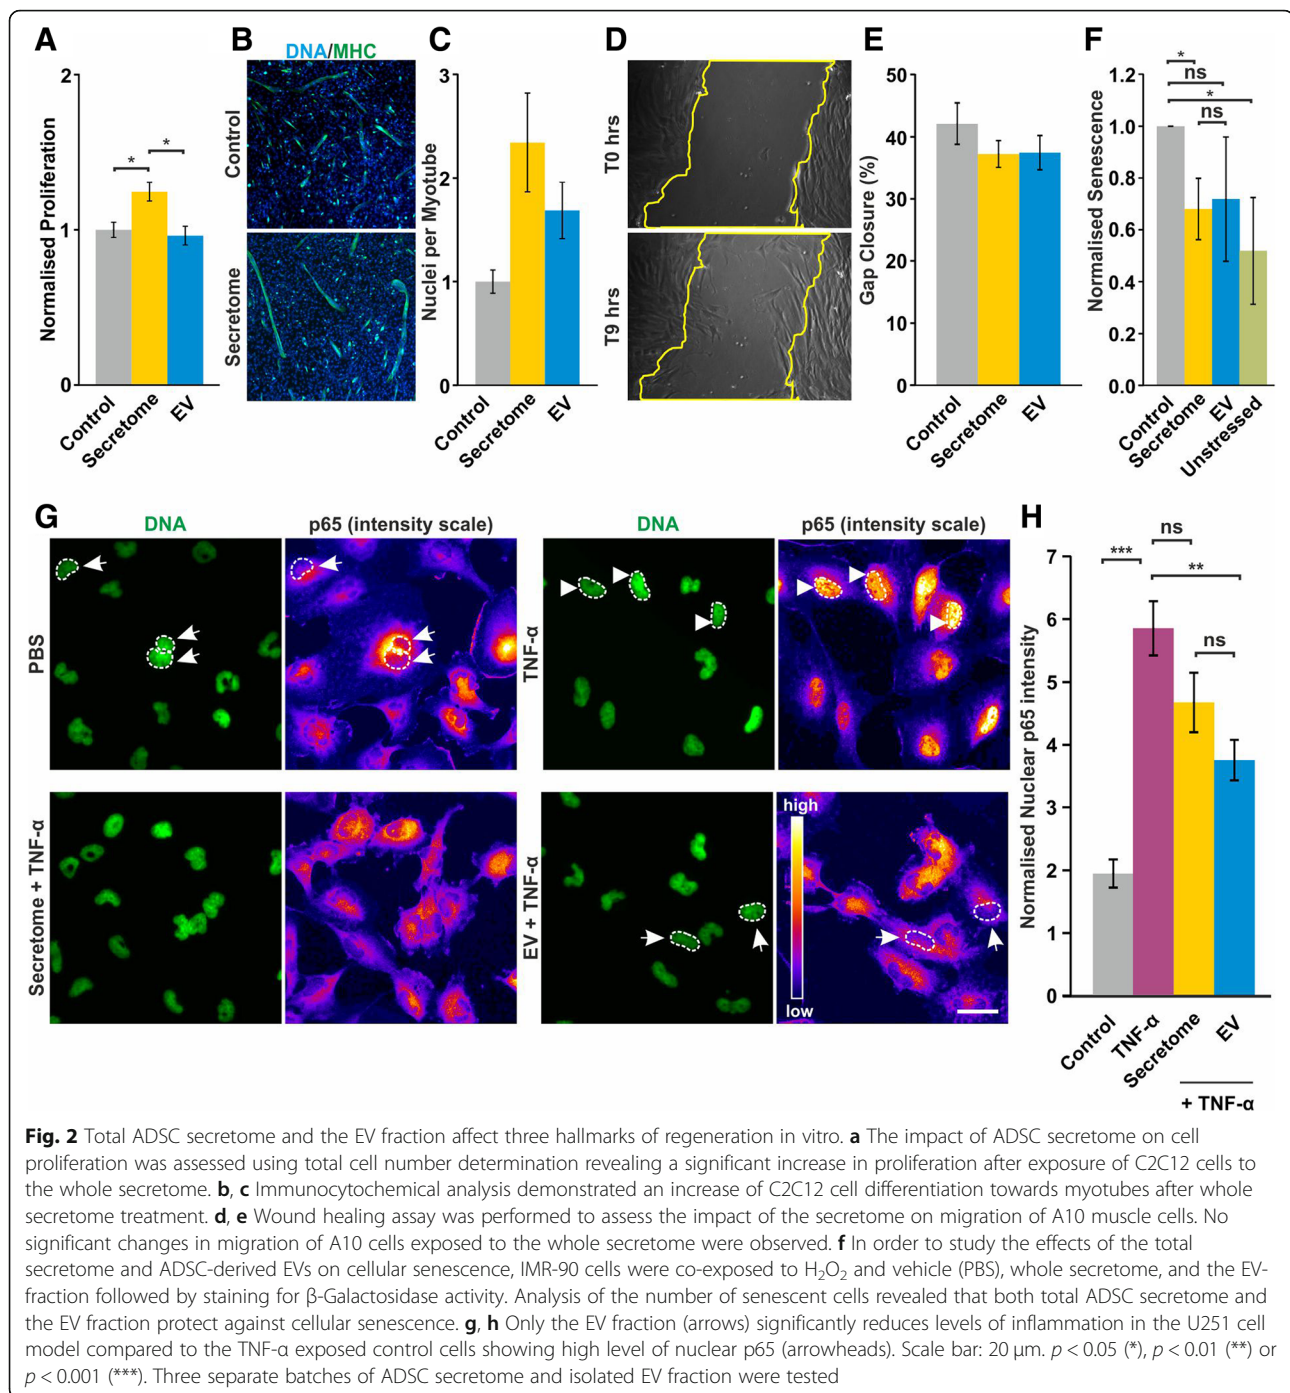 A
Normalised Proliferation
2
1
0
*
*
Control
Secretome
EV
B
DNA/MHC
Control
Secretome
C
Nuclei per Myotube
3
2
1
0
Control
Secretome
EV
D
T0 hrs
T9 hrs
E
Gap Closure (%)
50
40
30
20
10
0
Control
Secretome
EV
F
Normalised Senescence
1.2
1.0
0.8
0.6
0.4
0.2
0.0
*
ns
*
ns
Control
Secretome
EV
Unstressed
G
DNA
p65 (intensity scale)
DNA
p65 (intensity scale)
PBS
TNF-α
Secretome + TNF-α
EV + TNF-α
high
low
H
Normalised Nuclear p65 intensity
7
6
5
4
3
2
1
0
***
ns
**
ns
Control
TNF-α
Secretome
EV
+ TNF-α
Fig. 2 Total ADSC secretome and the EV fraction affect three hallmarks of regeneration in vitro. a The impact of ADSC secretome on cell
proliferation was assessed using total cell number determination revealing a significant increase in proliferation after exposure of C2C12 cells to
the whole secretome. b, c Immunocytochemical analysis demonstrated an increase of C2C12 cell differentiation towards myotubes after whole
secretome treatment. d, e Wound healing assay was performed to assess the impact of the secretome on migration of A10 muscle cells. No
significant changes in migration of A10 cells exposed to the whole secretome were observed. f In order to study the effects of the total
secretome and ADSC-derived EVs on cellular senescence, IMR-90 cells were co-exposed to H₂O₂ and vehicle (PBS), whole secretome, and the EV-
fraction followed by staining for β-Galactosidase activity. Analysis of the number of senescent cells revealed that both total ADSC secretome and
the EV fraction protect against cellular senescence. g, h Only the EV fraction (arrows) significantly reduces levels of inflammation in the U251 cell
model compared to the TNF-α exposed control cells showing high level of nuclear p65 (arrowheads). Scale bar: 20 μm. p < 0.05 (*), p < 0.01 (**) or
p < 0.001 (***). Three separate batches of ADSC secretome and isolated EV fraction were tested